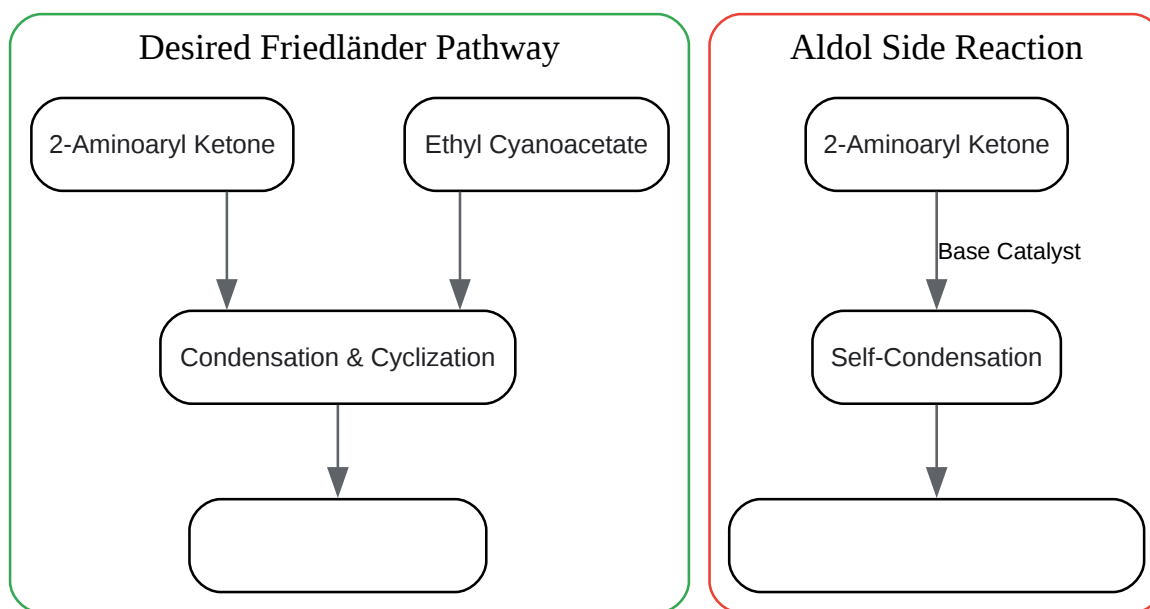 Desired Friedländer Pathway
2-Aminoaryl Ketone
Ethyl Cyanoacetate
Condensation & Cyclization
Aldol Side Reaction
2-Aminoaryl Ketone
Base Catalyst
Self-Condensation